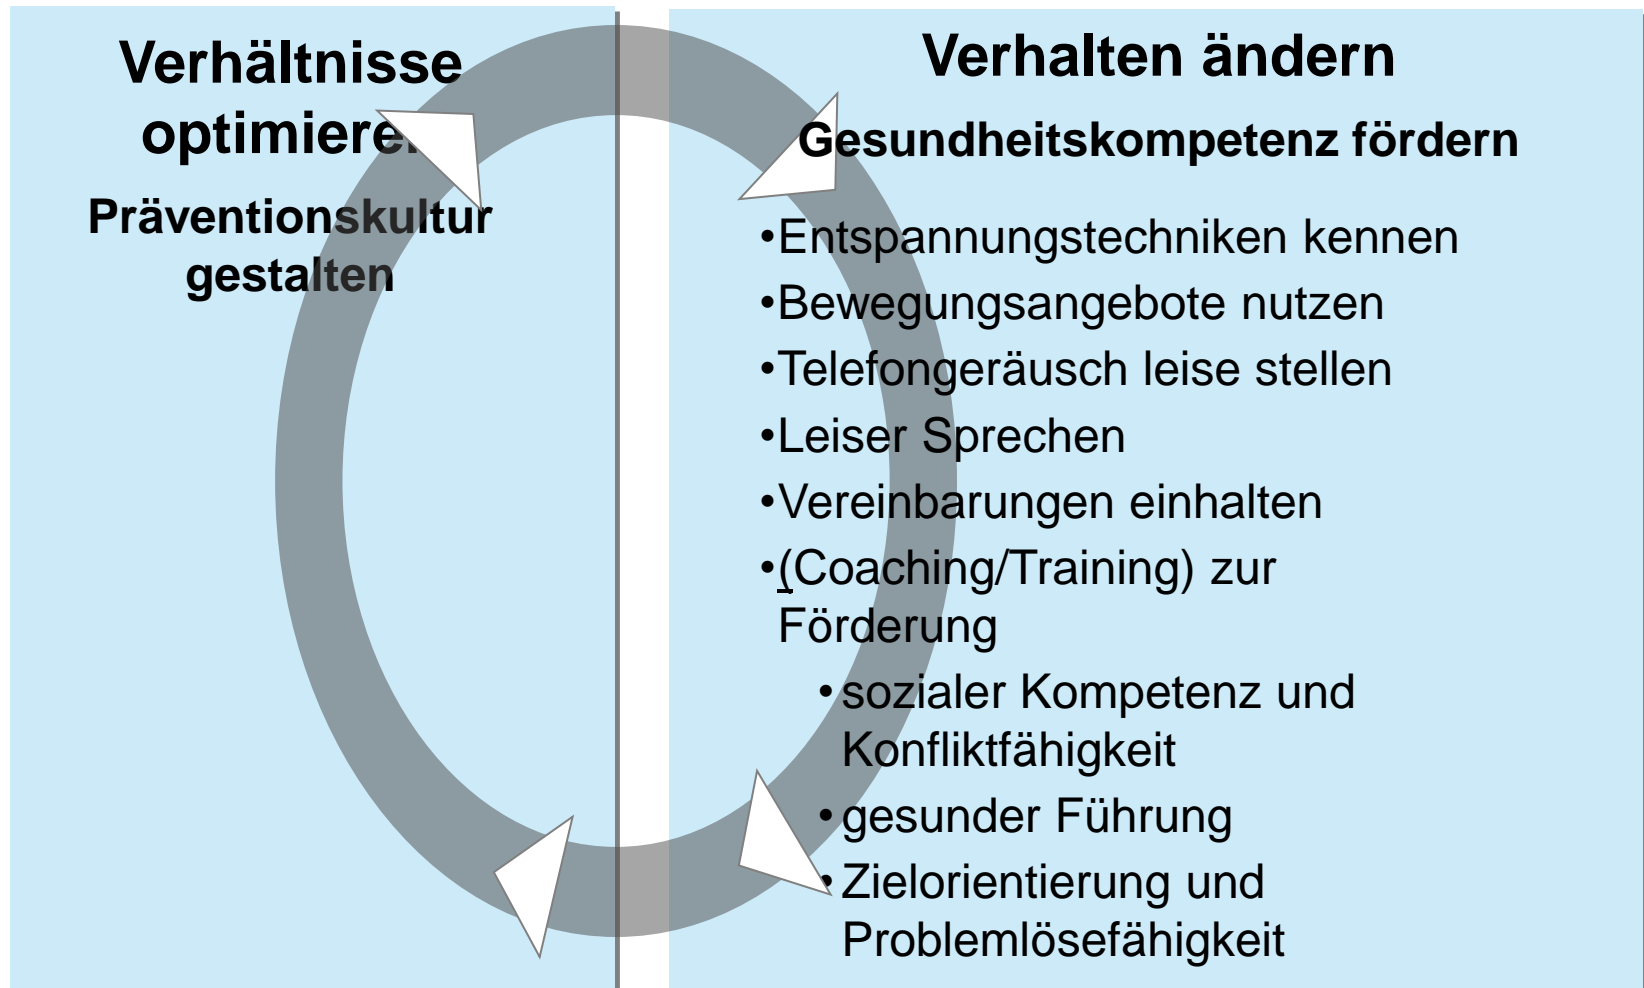 Verhältnisse
optimieren
Präventionskultur
gestalten
Verhalten ändern
Gesundheitskompetenz fördern
•Entspannungstechniken kennen
•Bewegungsangebote nutzen
•Telefongeräusch leise stellen
•Leiser Sprechen
•Vereinbarungen einhalten
•(Coaching/Training) zur
Förderung
•sozialer Kompetenz und
Konfliktfähigkeit
•gesunder Führung
•Zielorientierung und
Problemlösefähigkeit